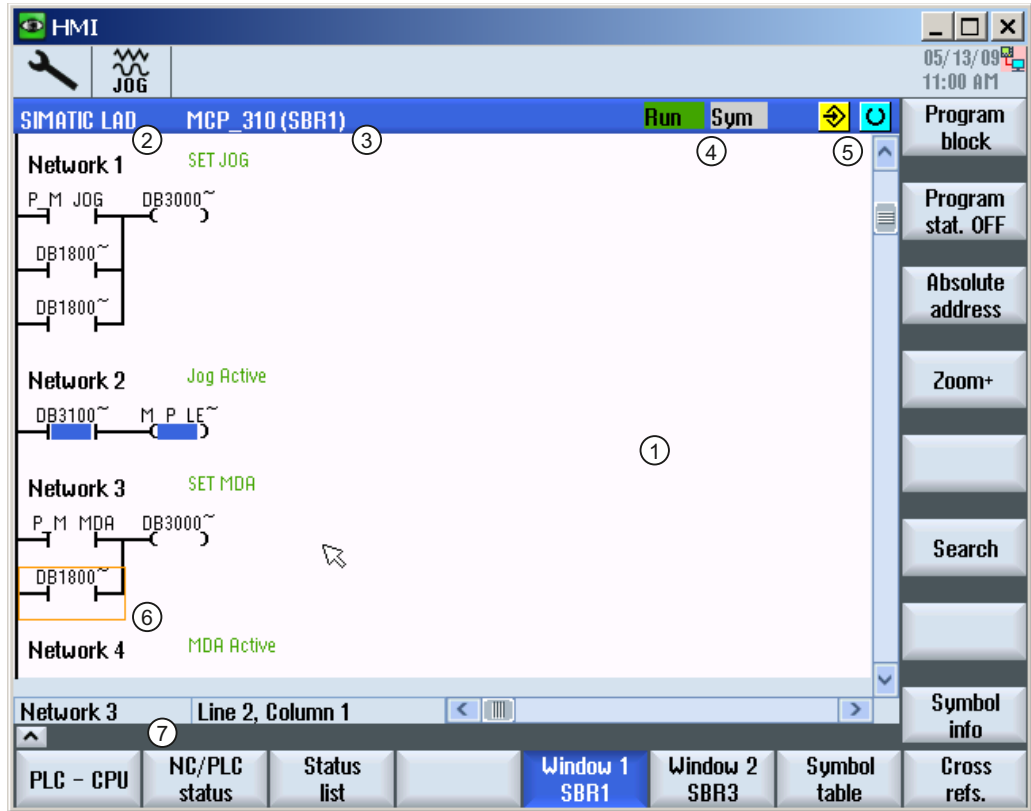 HMI
JOG
05/13/09
11:00 AM
SIMATIC LAD MCP_310 (SBR1) Run Sym
2 3 4 5
Network 1 SET JOG
P_M JOG DB3000~
DB1800~
DB1800~
Network 2 Jog Active
DB3100~ M_P_LE~
1
Network 3 SET MDA
P_M MDA DB3000~
DB1800~
6
Network 4 MDA Active
Network 3 Line 2, Column 1
7
Program
block
Program
stat. OFF
Absolute
address
Zoom+
Search
Symbol
info
PLC - CPU
NC/PLC
status
Status
list
Window 1
SBR1
Window 2
SBR3
Symbol
table
Cross
refs.